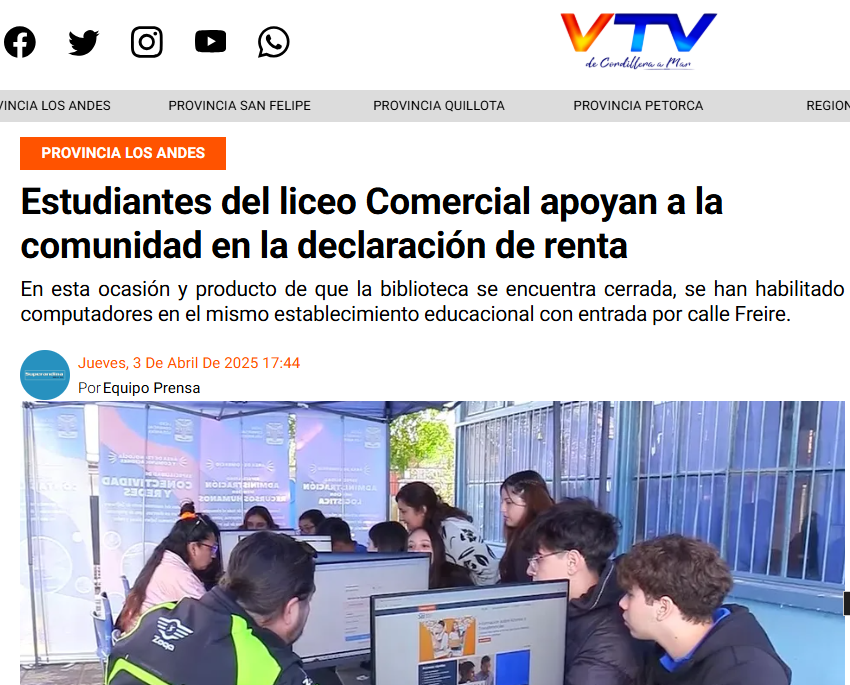 VTV
de Cordillera a Mar
VINCIA LOS ANDES PROVINCIA SAN FELIPE PROVINCIA QUILLOTA PROVINCIA PETORCA REGION
PROVINCIA LOS ANDES
Estudiantes del liceo Comercial apoyan a la
comunidad en la declaración de renta
En esta ocasión y producto de que la biblioteca se encuentra cerrada, se han habilitado
computadores en el mismo establecimiento educacional con entrada por calle Freire.
Jueves, 3 De Abril De 2025 17:44
Por Equipo Prensa
CONECTIVIDAD
Y REDES
ADMINISTRACIÓN
RECURSOS HUMANOS
ADMINISTRACIÓN
LOGÍSTICA